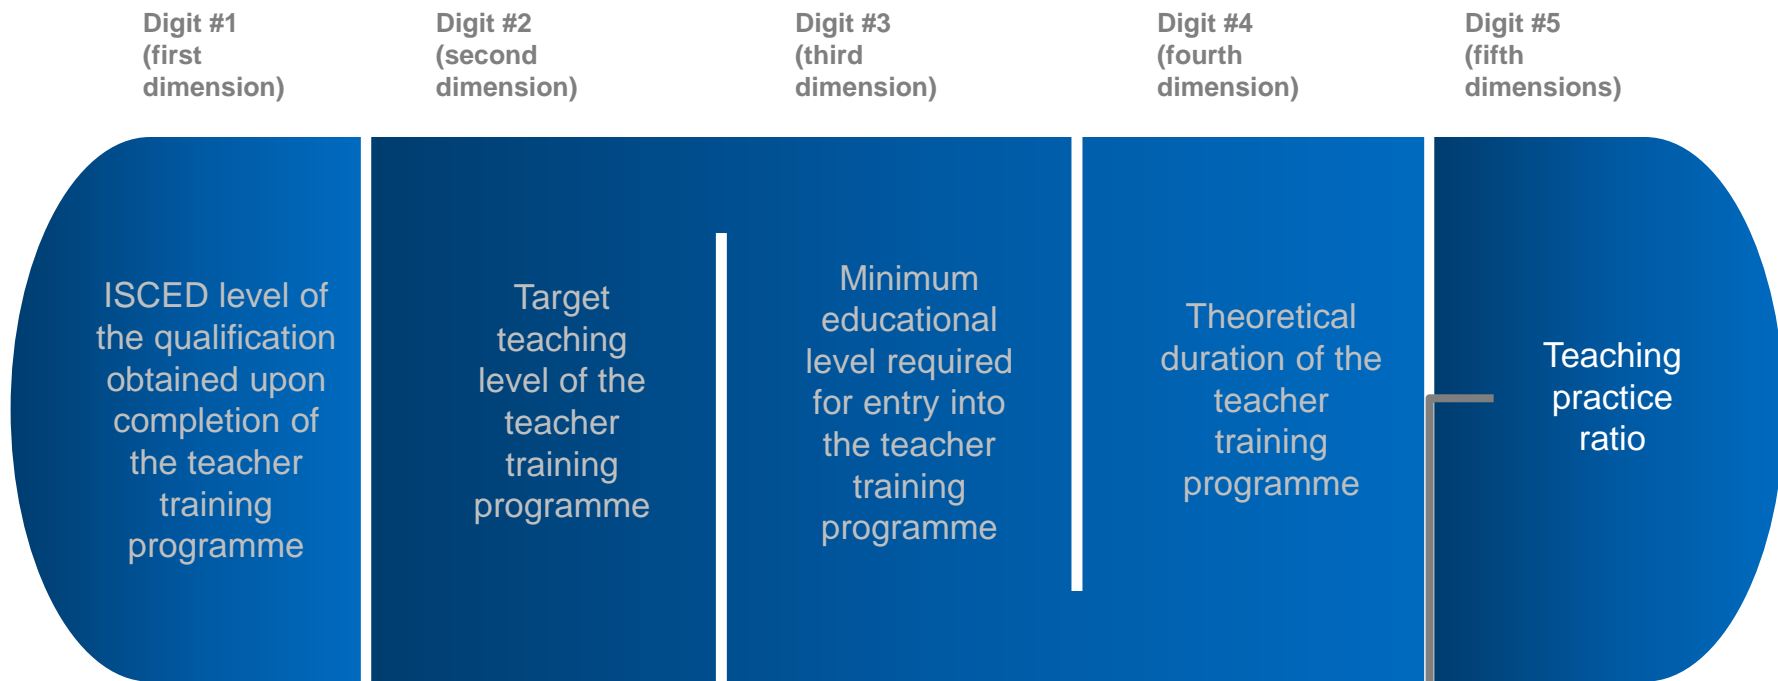 Digit #1
(first
dimension)
Digit #2
(second
dimension)
Digit #3
(third
dimension)
Digit #4
(fourth
dimension)
Digit #5
(fifth
dimensions)
ISCED level of
the qualification
obtained upon
completion of
the teacher
training
programme
Target
teaching
level of the
teacher
training
programme
Minimum
educational
level required
for entry into
the teacher
training
programme
Theoretical
duration of the
teacher
training
programme
Teaching
practice
ratio